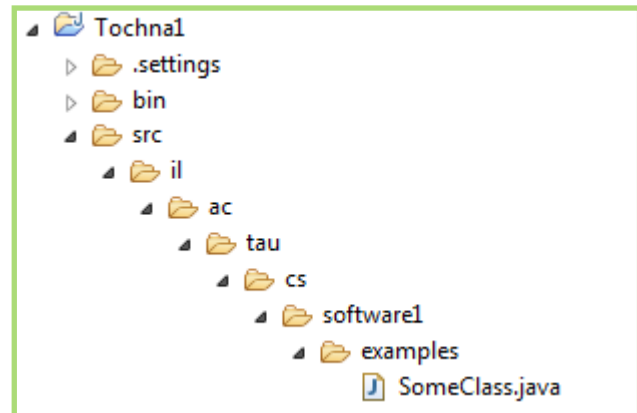 Tochna1
.settings
bin
src
il
ac
tau
cs
software1
examples
SomeClass.java